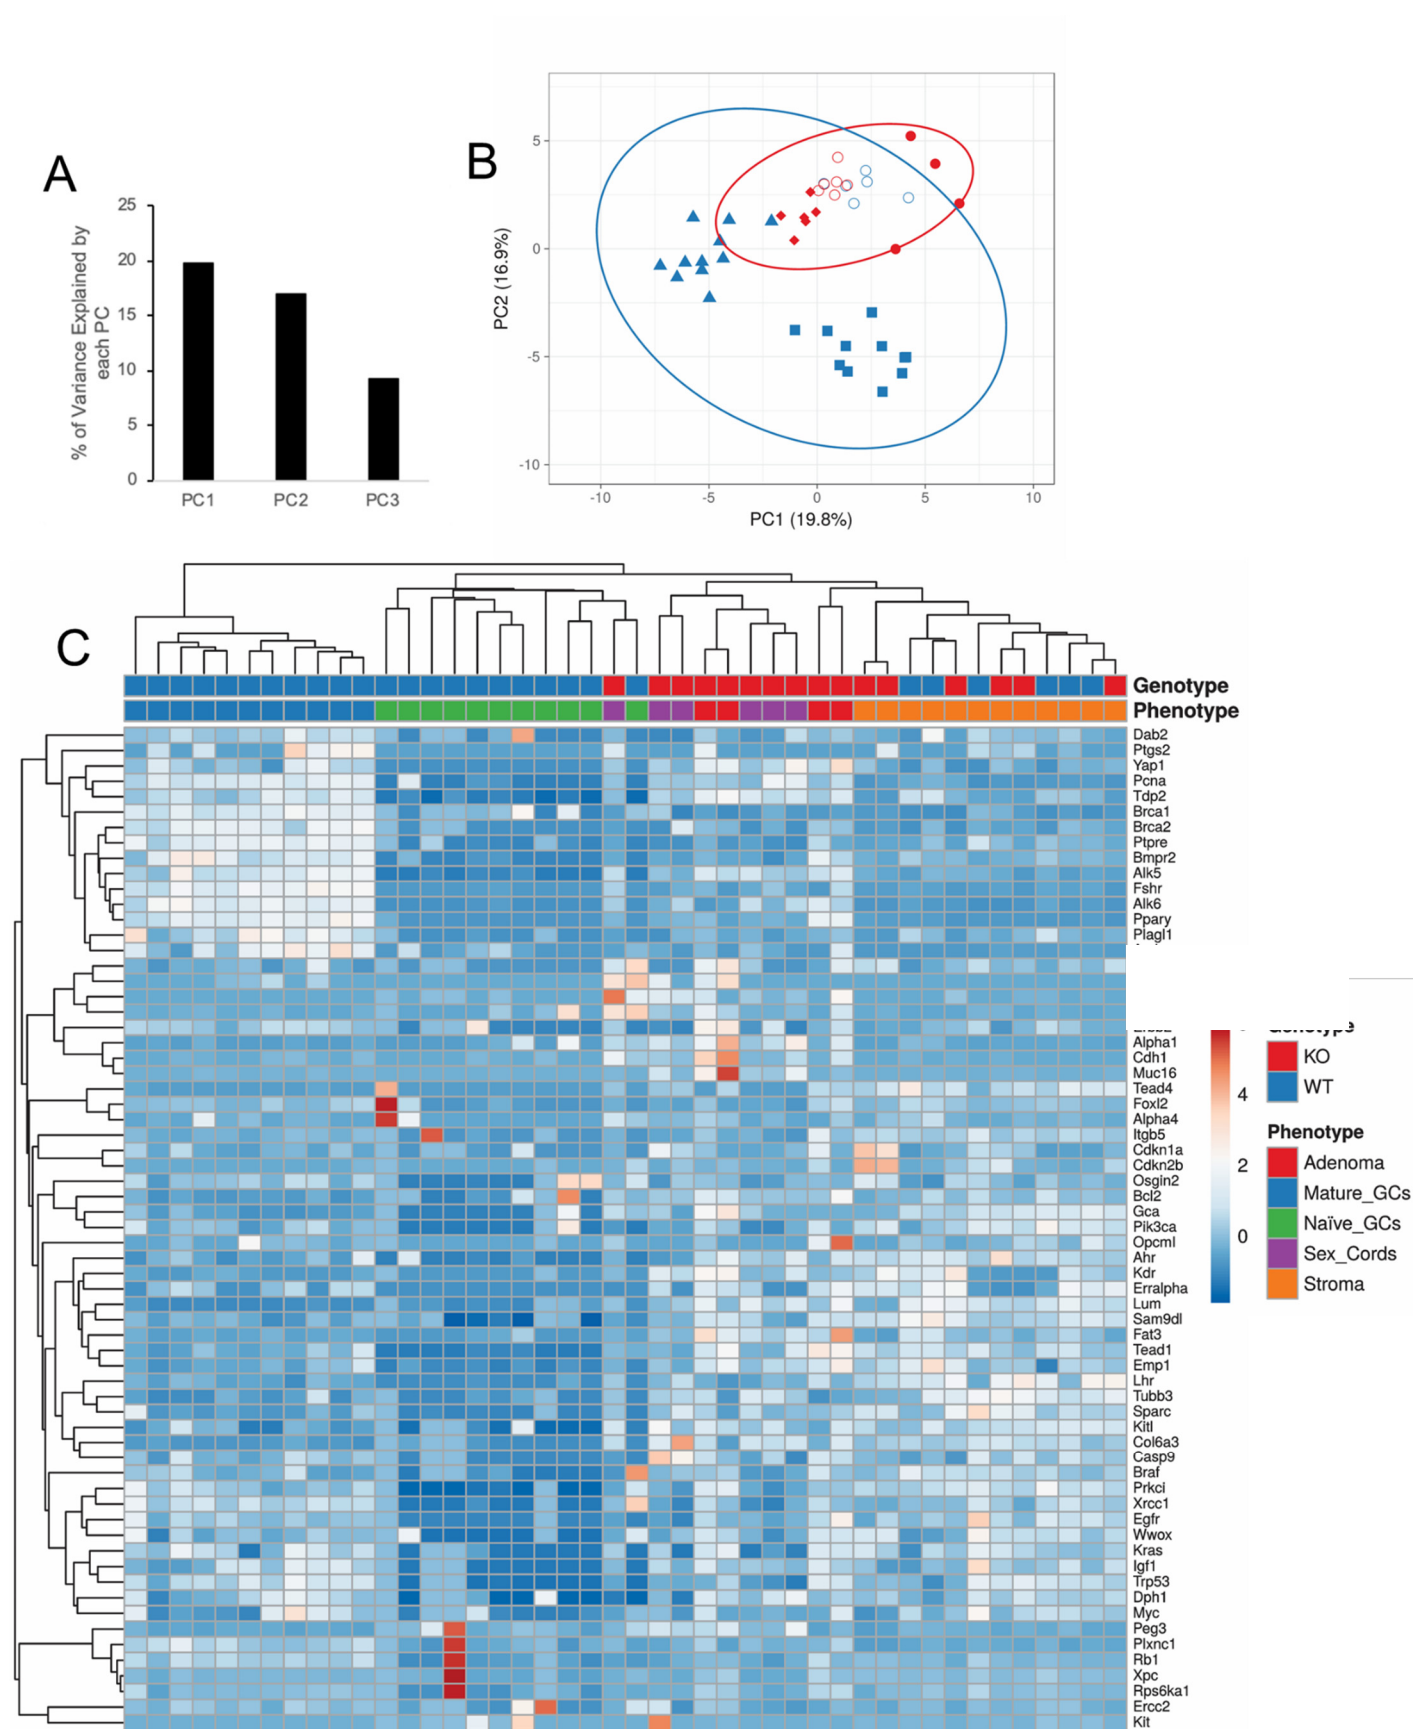 A
% of Variance Explained by
each PC
25
20
15
10
5
0
PC1
PC2
PC3
B
PC2 (16.9%)
5
0
-5
-10
-10
-5
0
5
10
PC1 (19.8%)
C
Genotype
Phenotype
Dab2
Ptgs2
Yap1
Pcna
Tdp2
Brca1
Brca2
Ptpre
Bmpr2
Alk5
Fshr
Alk6
Ppary
Plagl1
Alpha1
Cdh1
Muc16
Tead4
Foxl2
Alpha4
Itgb5
Cdkn1a
Cdkn2b
Osgin2
Bcl2
Gca
Pik3ca
Opcml
Ahr
Kdr
Erralpha
Lum
Sam9dl
Fat3
Tead1
Emp1
Lhr
Tubb3
Sparc
Kitl
Col6a3
Casp9
Braf
Prkci
Xrcc1
Egfr
Wwox
Kras
Igf1
Trp53
Dph1
Myc
Peg3
Plxnc1
Rb1
Xpc
Rps6ka1
Ercc2
Kit
4
2
0
Genotype
KO
WT
Phenotype
Adenoma
Mature_GCs
Naïve_GCs
Sex_Cords
Stroma